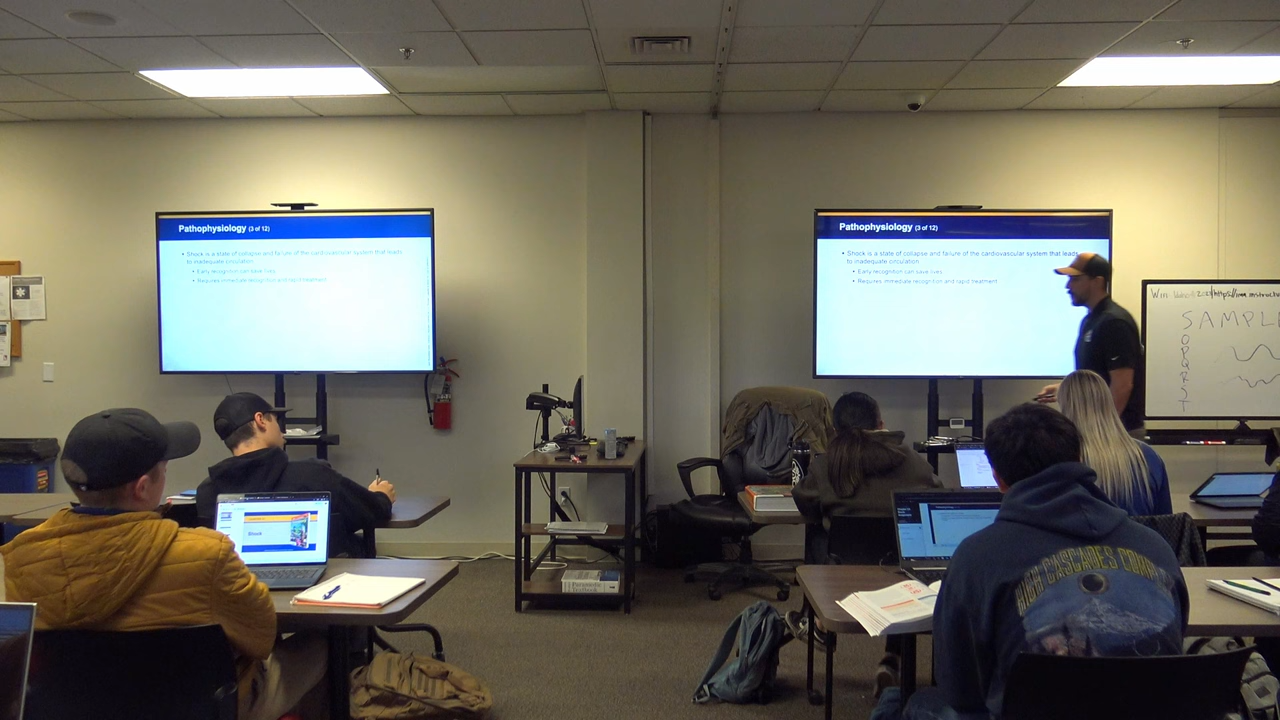 Pathophysiology (3 of 12)
• Shock is a state of collapse and failure of the cardiovascular system that leads
to inadequate circulation.
• Early recognition can save lives.
• Requires immediate recognition and rapid treatment
Pathophysiology (3 of 12)
• Shock is a state of collapse and failure of the cardiovascular system that leads
to inadequate circulation.
• Early recognition can save lives.
• Requires immediate recognition and rapid treatment
Win
SAMPL
O
P
Q
R
S
T
Shock
HIGH CASCADES